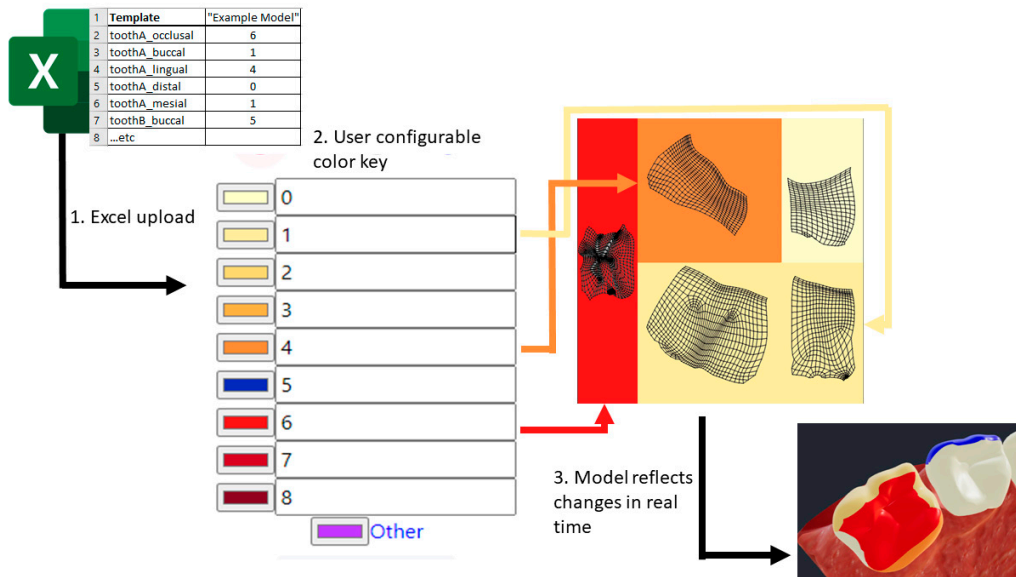 X
1 Template "Example Model"
2 toothA_occlusal 6
3 toothA_buccal 1
4 toothA_lingual 4
5 toothA_distal 0
6 toothA_mesial 1
7 toothB_buccal 5
8 ...etc
2. User configurable
color key
1. Excel upload
0
1
2
3
4
5
6
7
8
Other
3. Model reflects
changes in real
time